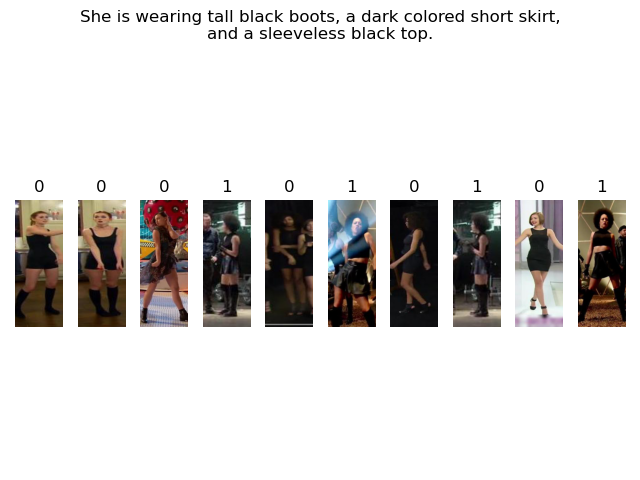 She is wearing tall black boots, a dark colored short skirt,
and a sleeveless black top.
0 0 0 1 0 1 0 1 0 1